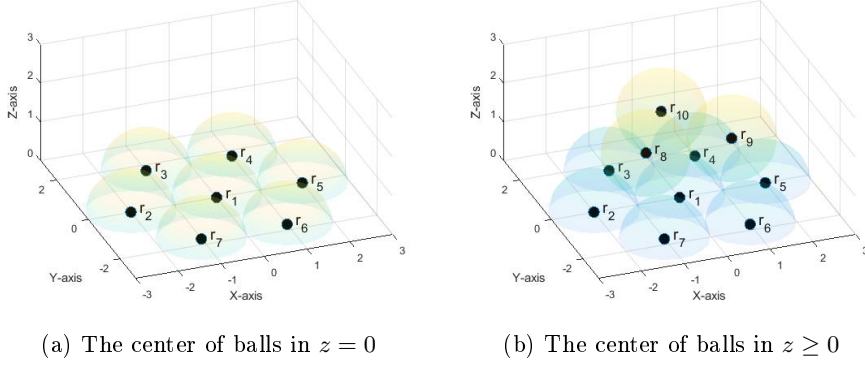 3
2
1
0
Z-axis
2
0
-2
Y-axis
-3
-2
-1
0
1
2
3
X-axis
r3
r4
r2
r1
r5
r7
r6
3
2
1
0
Z-axis
2
0
-2
Y-axis
-3
-2
-1
0
1
2
3
X-axis
r10
r9
r8
r4
r3
r5
r2
r1
r7
r6
(a) The center of balls in z = 0
(b) The center of balls in z ≥ 0